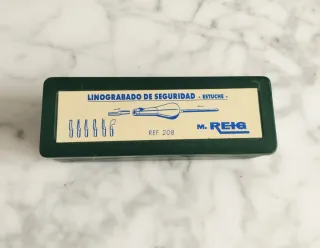 LINOGRABADO DE SEGURIDAD - ESTUCHE -
REF. 208
M. REIG